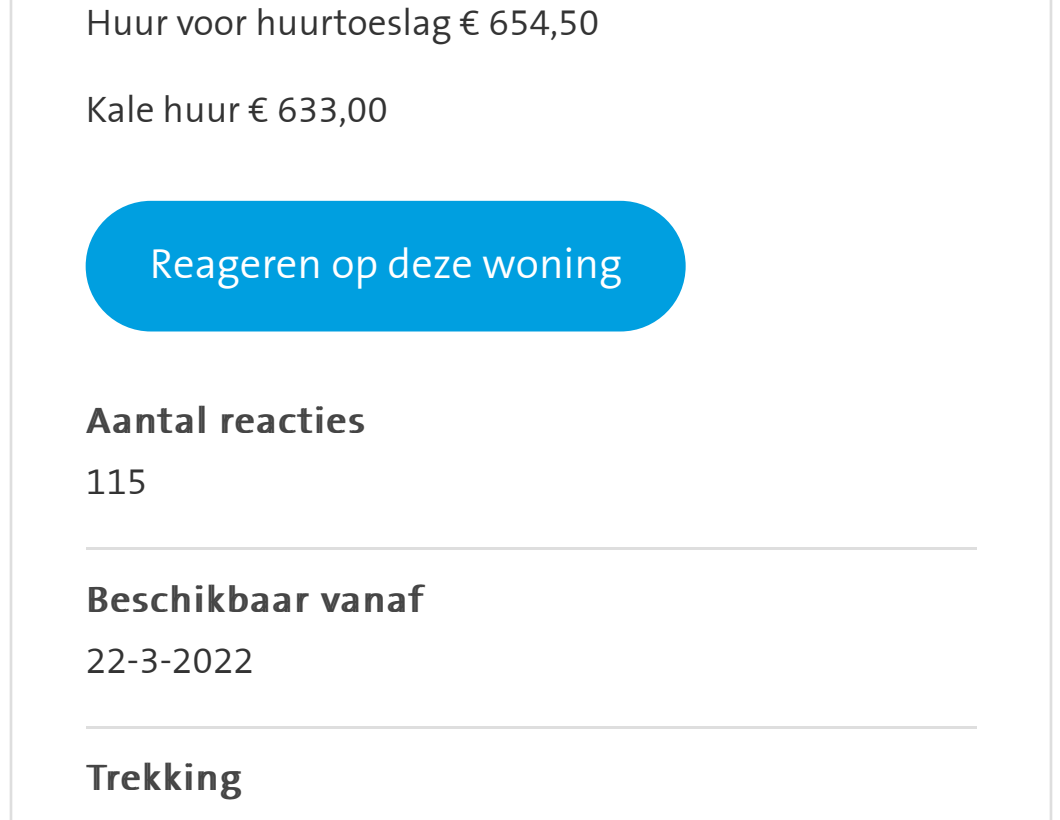 Huur voor huurtoeslag € 654,50
Kale huur € 633,00
Reageren op deze woning
Aantal reacties
115
Beschikbaar vanaf
22-3-2022
Trekking